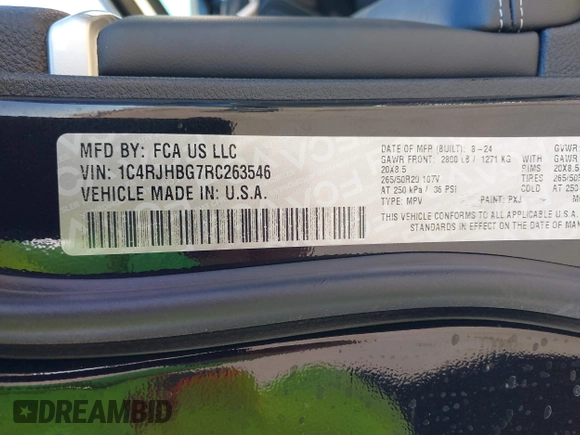 MFD BY: FCA US LLC
VIN: 1C4RJHBG7RC263546
VEHICLE MADE IN: U.S.A.
DATE OF MFR (BUILT): 8-24
GVWR:
GAWR FRONT: 2800 LB / 1271 KG WITH
GAWR
20X8.5 RIMS
20X8.5
265/50R20 107V TIRES
265/50R
AT 250 kPa / 36 PSI COLD
AT 250
TYPE: MPV PAINT: PXJ
THIS VEHICLE CONFORMS TO ALL APPLICABLE U.S.A.
STANDARDS IN EFFECT ON THE DATE OF MAN
DREAMBID